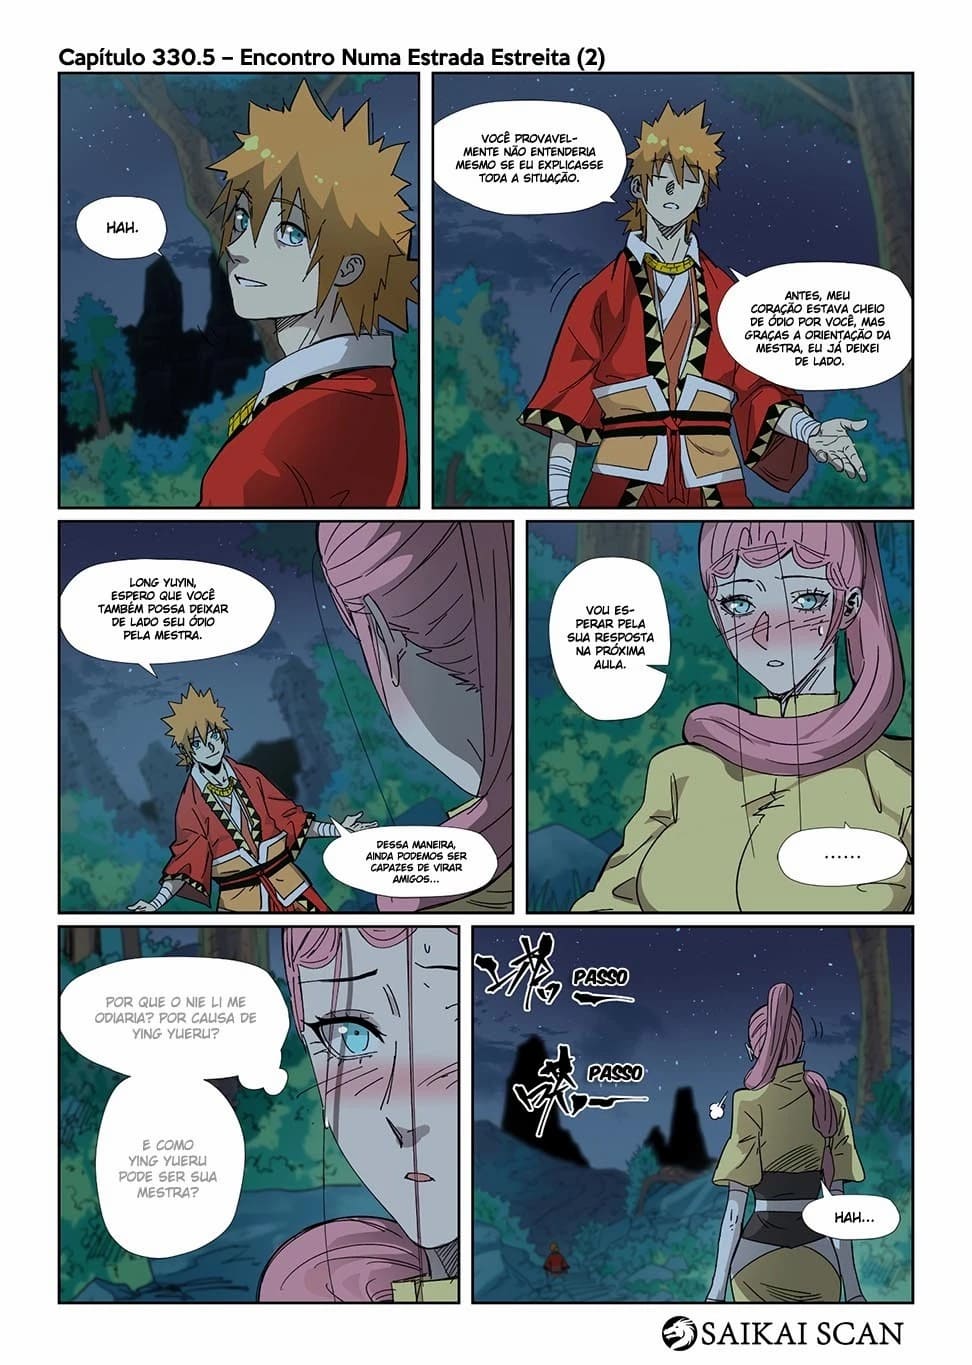 Capítulo 330.5 – Encontro Numa Estrada Estreita (2)
HAH.
VOCÊ PROVAVEL-
MENTE NÃO ENTENDERIA
MESMO SE EU EXPLICASSE
TODA A SITUAÇÃO.
ANTES, MEU
CORAÇÃO ESTAVA CHEIO
DE ÓDIO POR VOCÊ, MAS
GRAÇAS A ORIENTAÇÃO DA
MESTRA, EU JÁ DEIXEI
DE LADO.
LONG YUYIN,
ESPERO QUE VOCÊ
TAMBÉM POSSA DEIXAR
DE LADO SEU ÓDIO
PELA MESTRA.
DESSA MANEIRA,
AINDA PODEMOS SER
CAPAZES DE VIRAR
AMIGOS...
VOU ES-
PERAR PELA
SUA RESPOSTA
NA PRÓXIMA
AULA.
......
POR QUE O NIE LI ME
ODIARIA? POR CAUSA DE
YING YUERU?
E COMO
YING YUERU
PODE SER SUA
MESTRA?
PASSO
PASSO
HAH...
SAIKAI SCAN